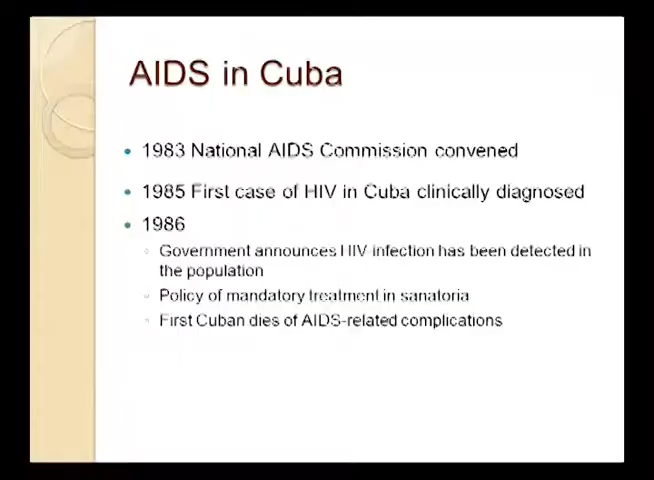 AIDS in Cuba
1983 National AIDS Commission convened
1985 First case of HIV in Cuba clinically diagnosed
1986
Government announces HIV infection has been detected in
the population
Policy of mandatory treatment in sanatoria
First Cuban dies of AIDS-related complications